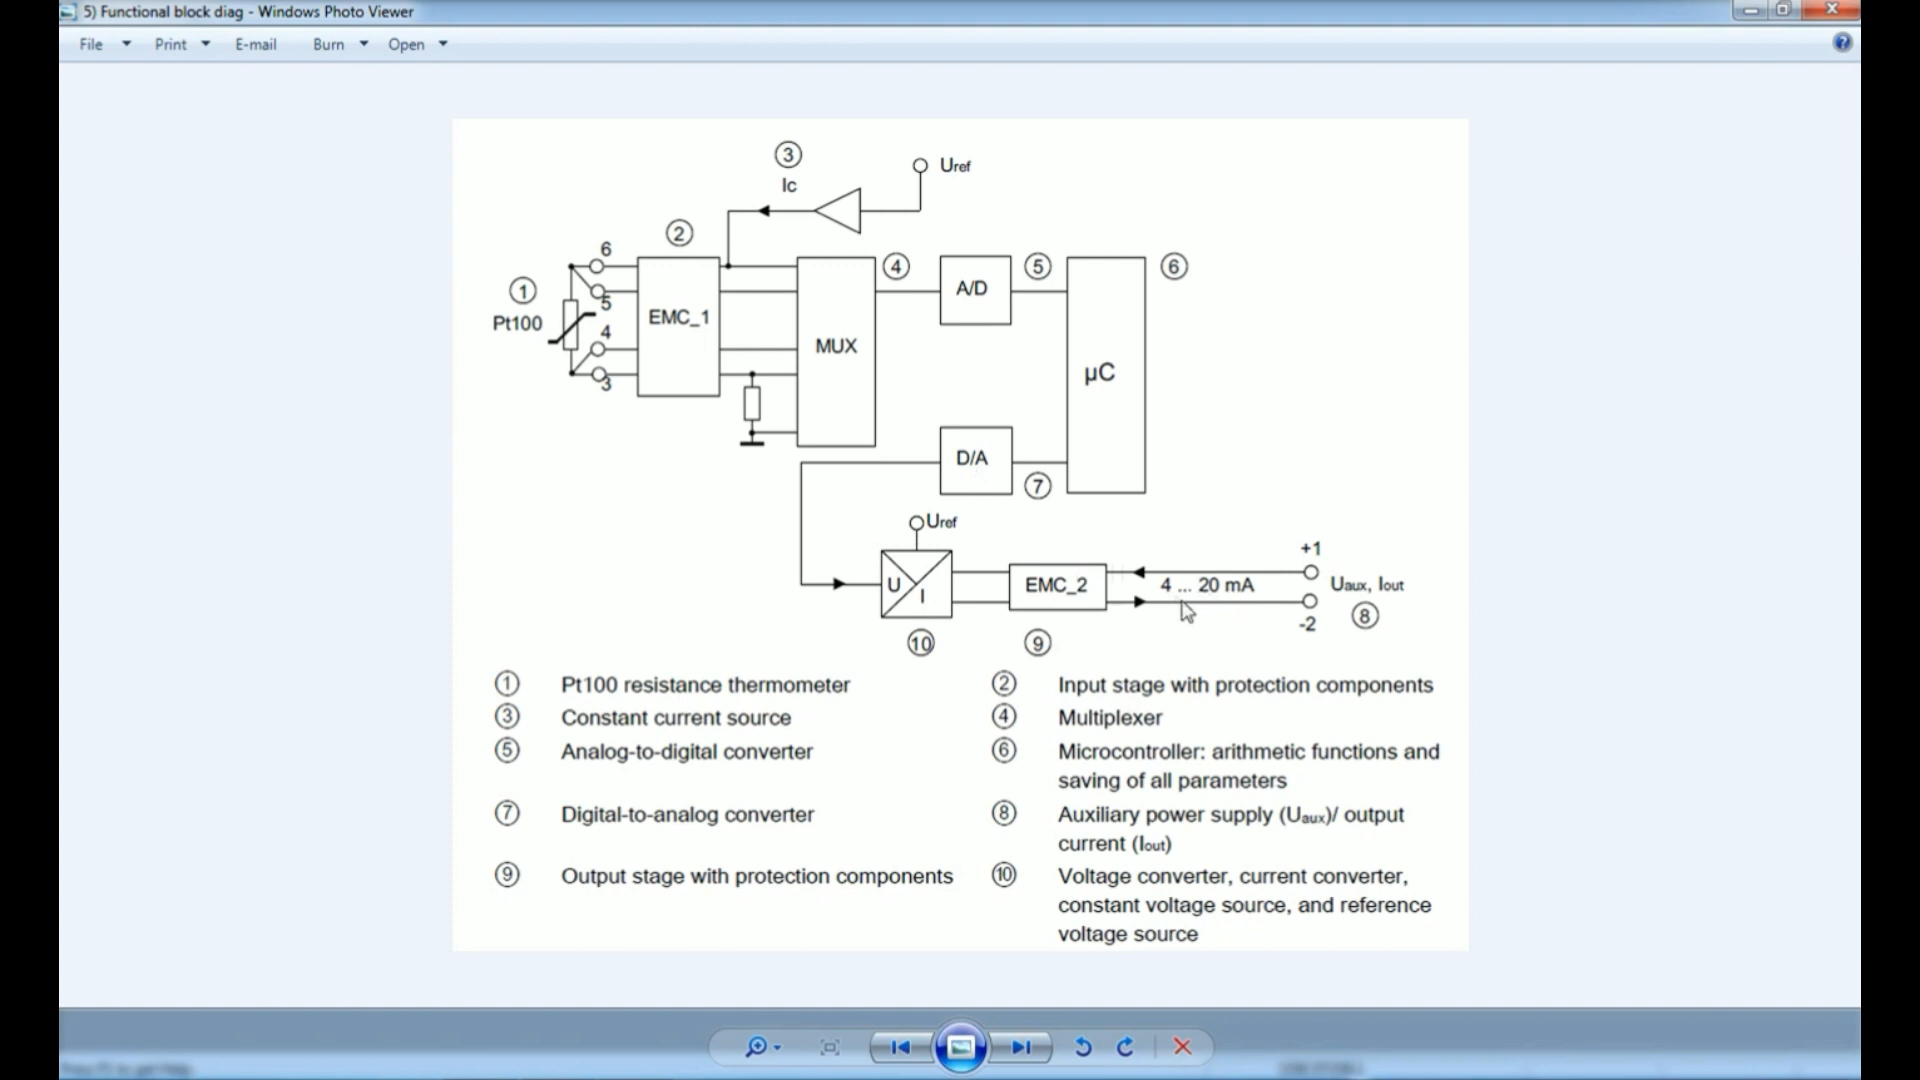 5) Functional block diag - Windows Photo Viewer
File Print E-mail Burn Open
3
Ic
Uref
2
6
5
4
3
1
Pt100
EMC_1
MUX
4
A/D
5
6
µC
D/A
7
Uref
U
I
EMC_2
4 ... 20 mA
+1
-2
Uaux, Iout
8
10
9
1 Pt100 resistance thermometer
2 Input stage with protection components
3 Constant current source
4 Multiplexer
5 Analog-to-digital converter
6 Microcontroller: arithmetic functions and
saving of all parameters
7 Digital-to-analog converter
8 Auxiliary power supply (Uaux)/ output
current (Iout)
9 Output stage with protection components
10 Voltage converter, current converter,
constant voltage source, and reference
voltage source